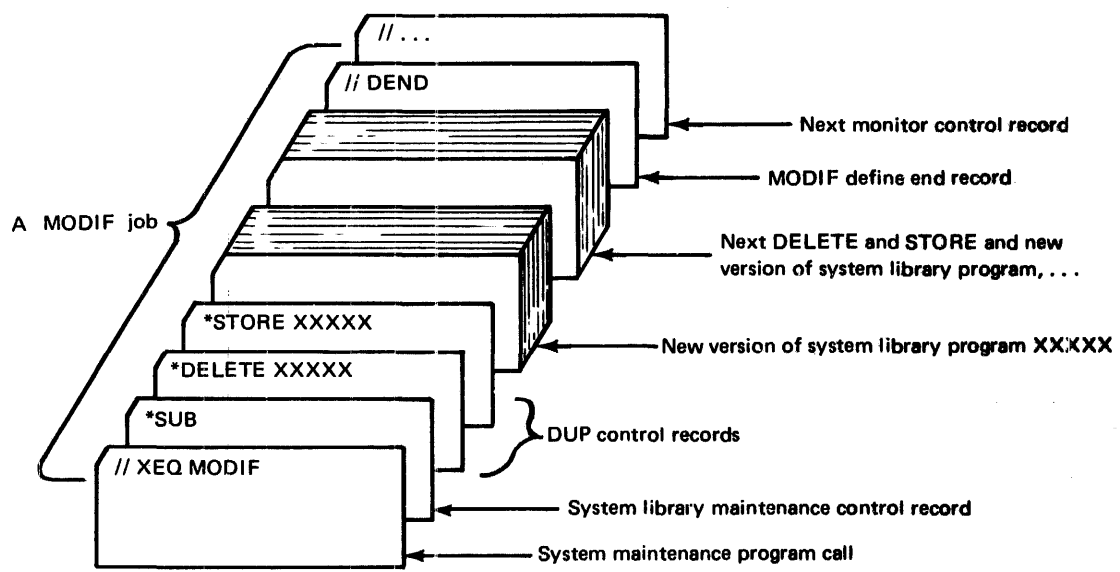 // . . .
// DEND
Next monitor control record
MODIF define end record
A MODIF job
Next DELETE and STORE and new
version of system library program, . . .
*STORE XXXXX
New version of system library program XXXXX
*DELETE XXXXX
*SUB
DUP control records
// XEQ MODIF
System library maintenance control record
System maintenance program call